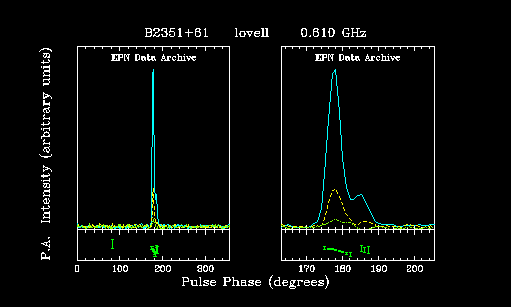 B2351+61 lovell 0.610 GHz
EPN Data Archive EPN Data Archive
P.A. Intensity (arbitrary units)
0 100 200 300 170 180 190 200
Pulse Phase (degrees)